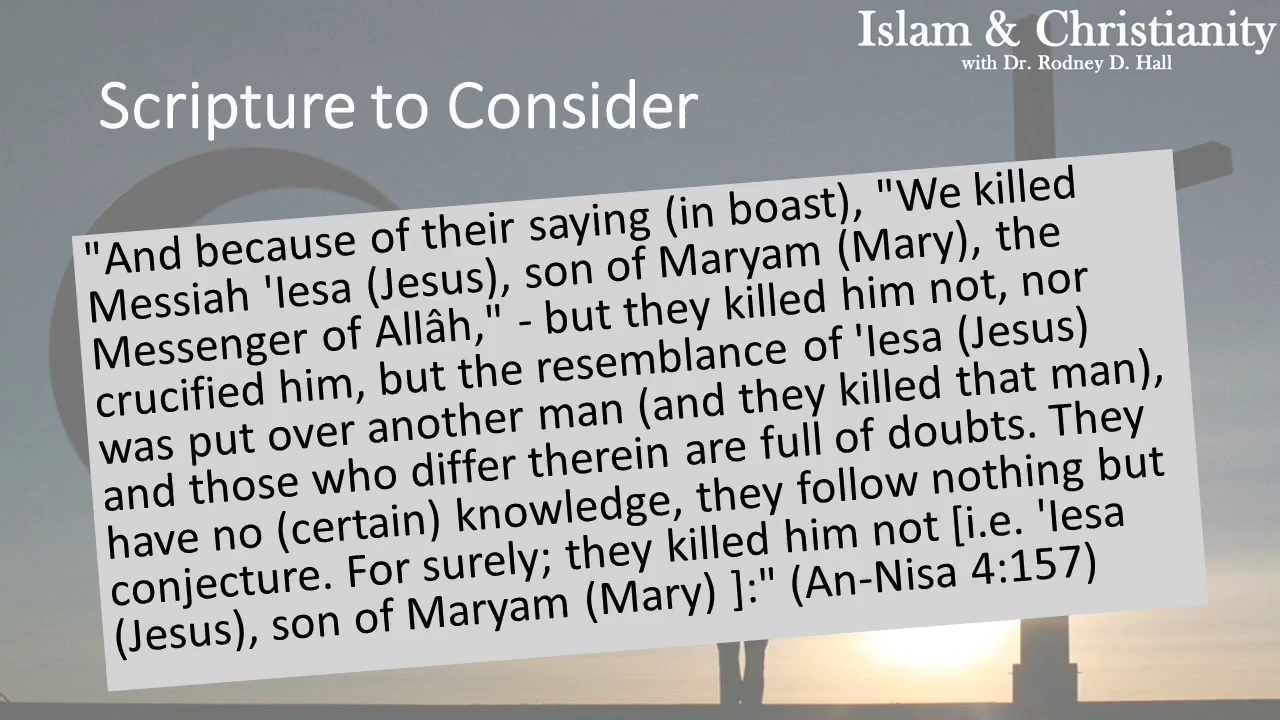 Islam & Christianity
with Dr. Rodney D. Hall
Scripture to Consider
"And because of their saying (in boast), "We killed
Messiah 'Iesa (Jesus), son of Maryam (Mary), the
Messenger of Allâh," - but they killed him not, nor
crucified him, but the resemblance of 'Iesa (Jesus)
was put over another man (and they killed that man),
and those who differ therein are full of doubts. They
have no (certain) knowledge, they follow nothing but
conjecture. For surely; they killed him not [i.e. 'Iesa
(Jesus), son of Maryam (Mary) ]:" (An-Nisa 4:157)